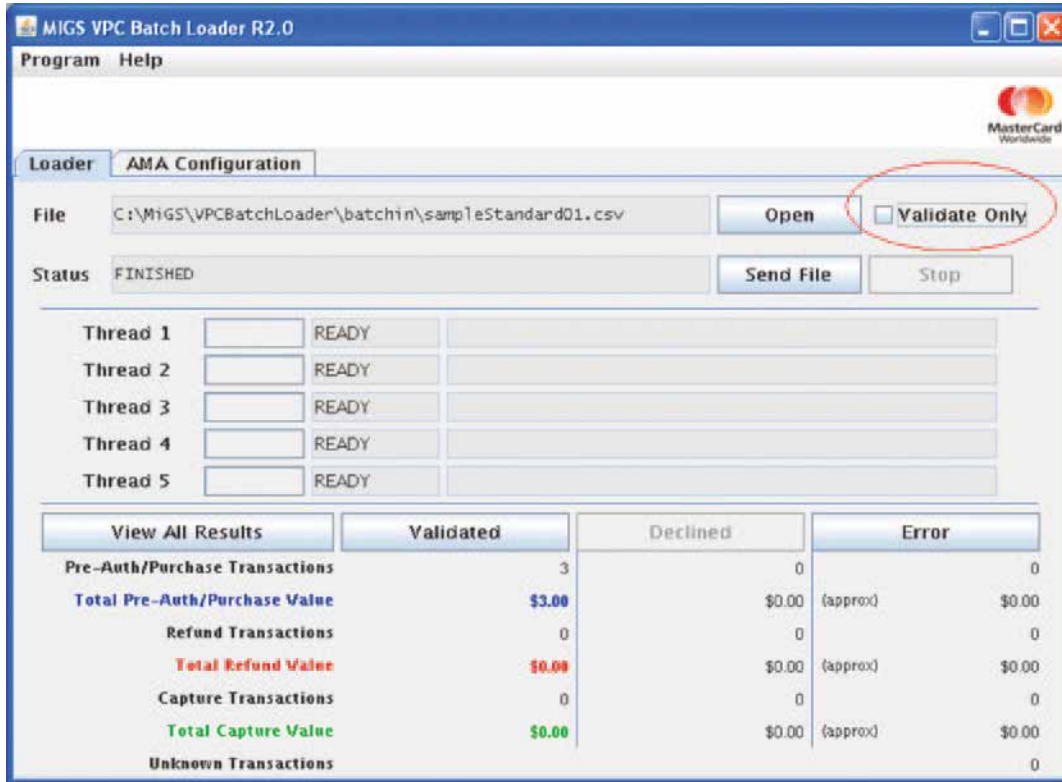 MIGS VPC Batch Loader R2.0
Program Help
MasterCard
Worldwide
Loader AMA Configuration
File C:\MiGS\VPCBatchLoader\batchin\sampleStandard01.csv Open Validate Only
Status FINISHED Send File Stop
Thread 1 READY
Thread 2 READY
Thread 3 READY
Thread 4 READY
Thread 5 READY
View All Results Validated Declined Error
Pre-Auth/Purchase Transactions 3 0 0
Total Pre-Auth/Purchase Value $3.00 $0.00 (approx) $0.00
Refund Transactions 0 0 0
Total Refund Value $0.00 $0.00 (approx) $0.00
Capture Transactions 0 0 0
Total Capture Value $0.00 $0.00 (approx) $0.00
Unknown Transactions 0